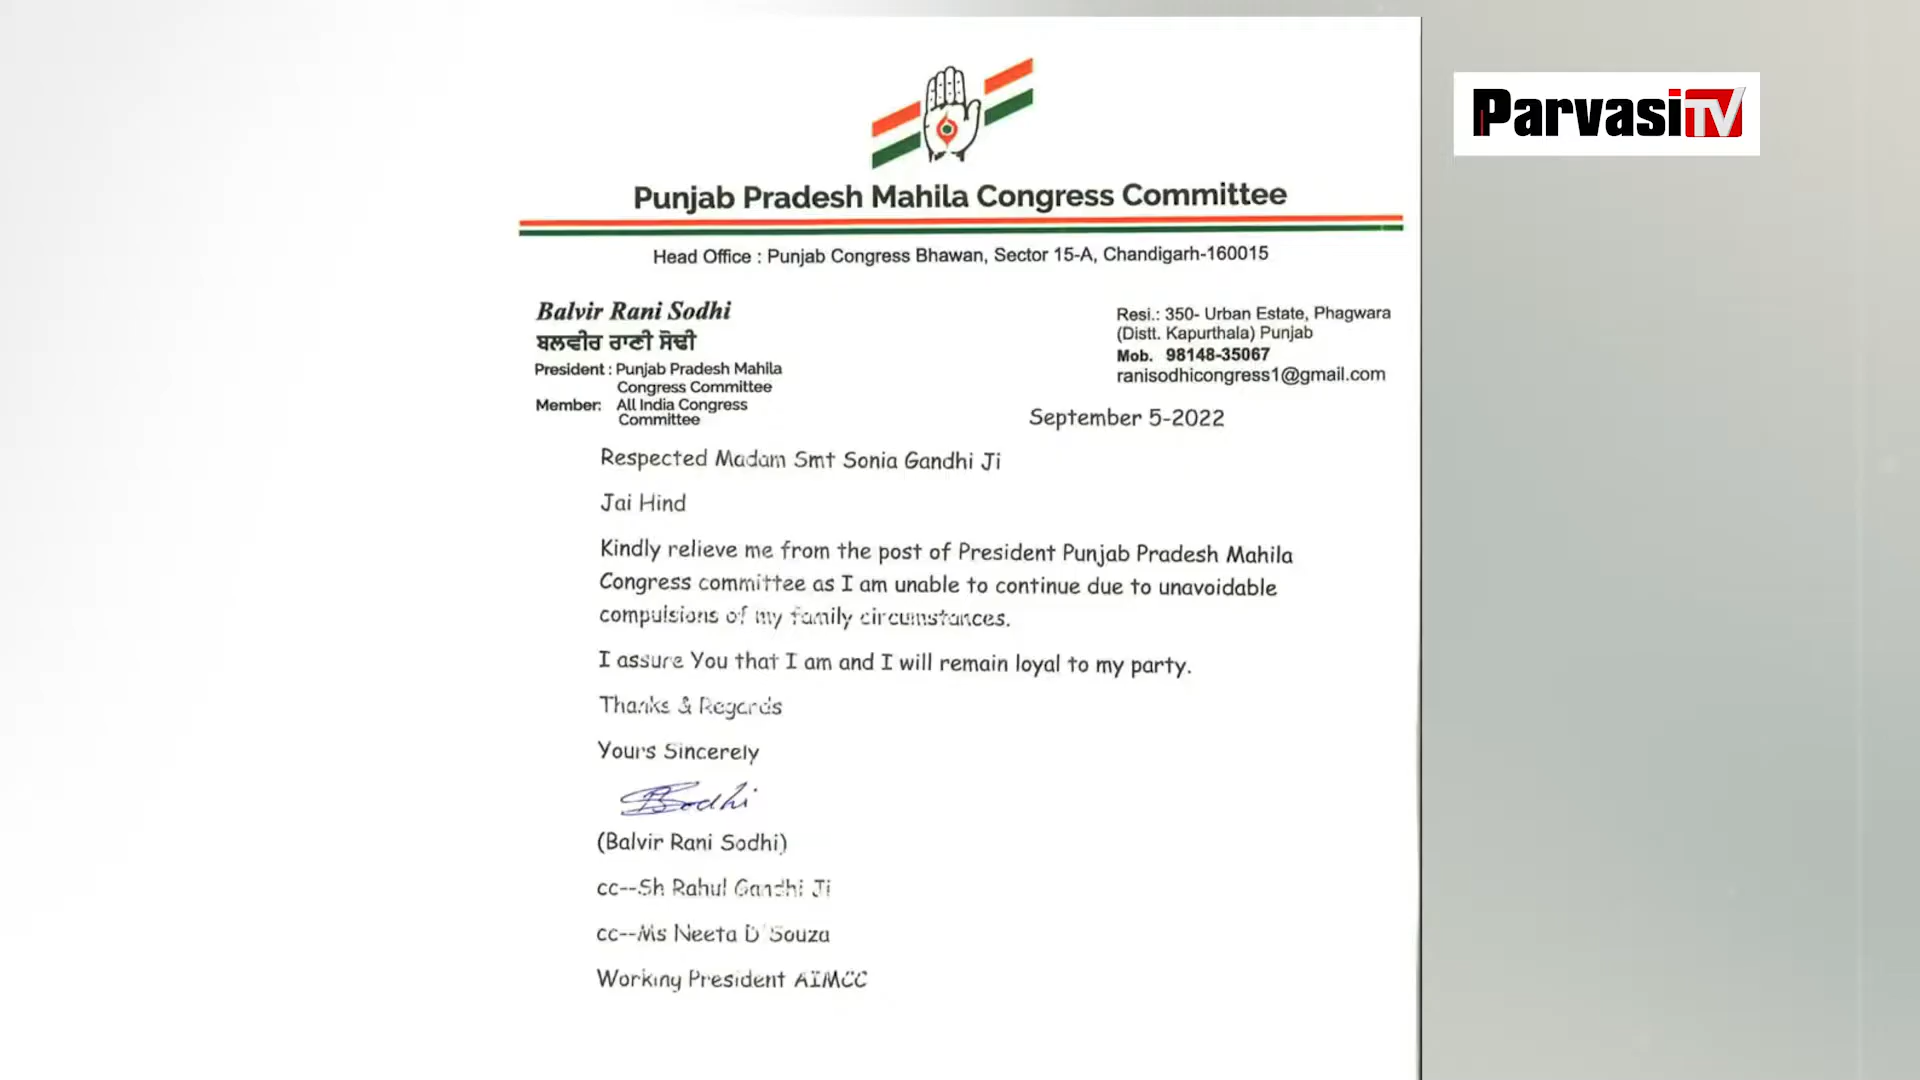 ParvasiTV
Punjab Pradesh Mahila Congress Committee
Head Office : Punjab Congress Bhawan, Sector 15-A, Chandigarh-160015
Balvir Rani Sodhi
ਬਲਵੀਰ ਰਾਣੀ ਸੋਢੀ
President : Punjab Pradesh Mahila
Congress Committee
Member: All India Congress
Committee
Resi.: 350- Urban Estate, Phagwara
(Distt. Kapurthala) Punjab
Mob. 98148-35067
ranisodhicongress1@gmail.com
September 5-2022
Respected Madam Smt Sonia Gandhi Ji
Jai Hind
Kindly relieve me from the post of President Punjab Pradesh Mahila
Congress committee as I am unable to continue due to unavoidable
compulsions of my family circumstances.
I assure You that I am and I will remain loyal to my party.
Thanks & Regards
Yours Sincerely
BSodhi
(Balvir Rani Sodhi)
cc--Sh Rahul Gandhi Ji
cc--Ms Neeta D'Souza
Working President AIMCC